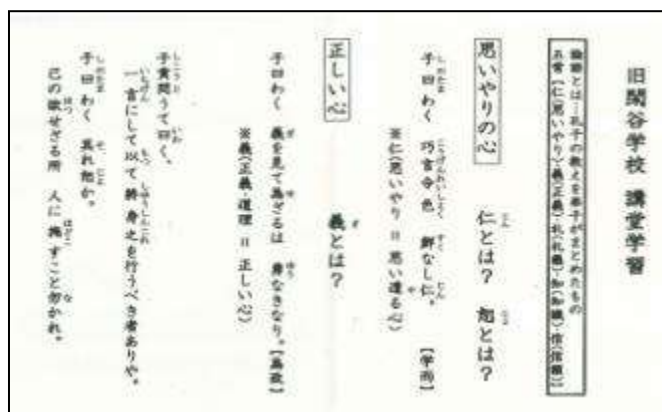 旧閑谷学校 講堂学習
論語とは…孔子の教えを弟子がまとめたもの
五常【仁(思いやり)・義(正義)・礼(礼儀)・知(知識)・信(信頼)】
思いやりの心 仁とは? 恕とは?
子曰わく 巧言令色 鮮なし仁。 【学而】
※仁(思いやり = 思い遣る心)
正しい心 義とは?
子曰わく 義を見て為ざるは 勇なきなり。【為政】
※義(正義・道理 = 正しい心)
子貢問うて曰く。
一言にして以て終身之を行うべき者ありや。
子曰わく 其れ恕か。
己の欲せざる所 人に施すこと勿かれ。